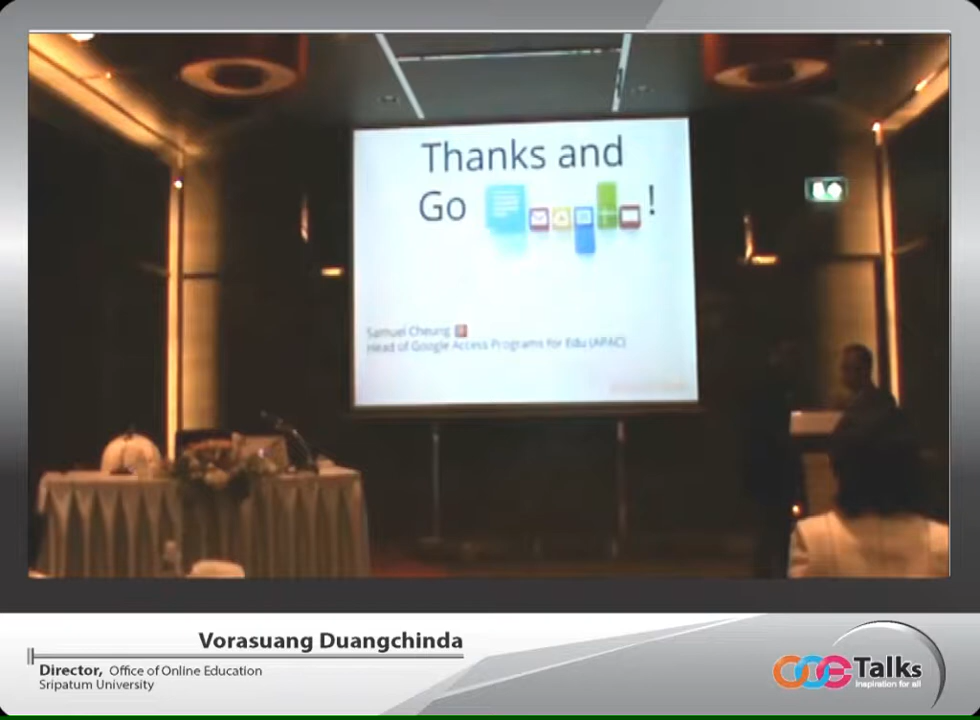 Thanks and
Go !
Samuel Cheung
Head of Google Access Programs for Edu (APAC)
Vorasuang Duangchinda
Director, Office of Online Education
Sripatum University
OOE Talks
Inspiration for all